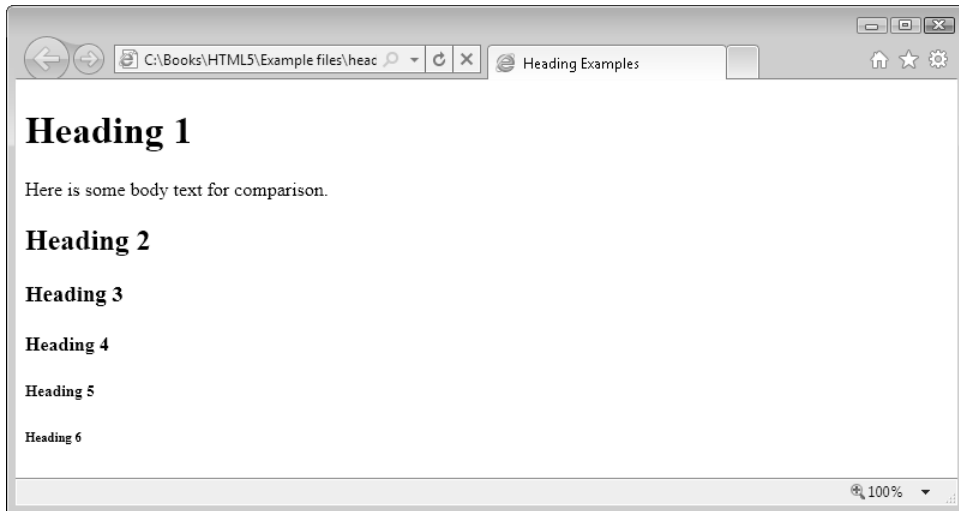 C:\Books\HTML5\Example files\heac
Heading Examples
Heading 1
Here is some body text for comparison.
Heading 2
Heading 3
Heading 4
Heading 5
Heading 6
100%